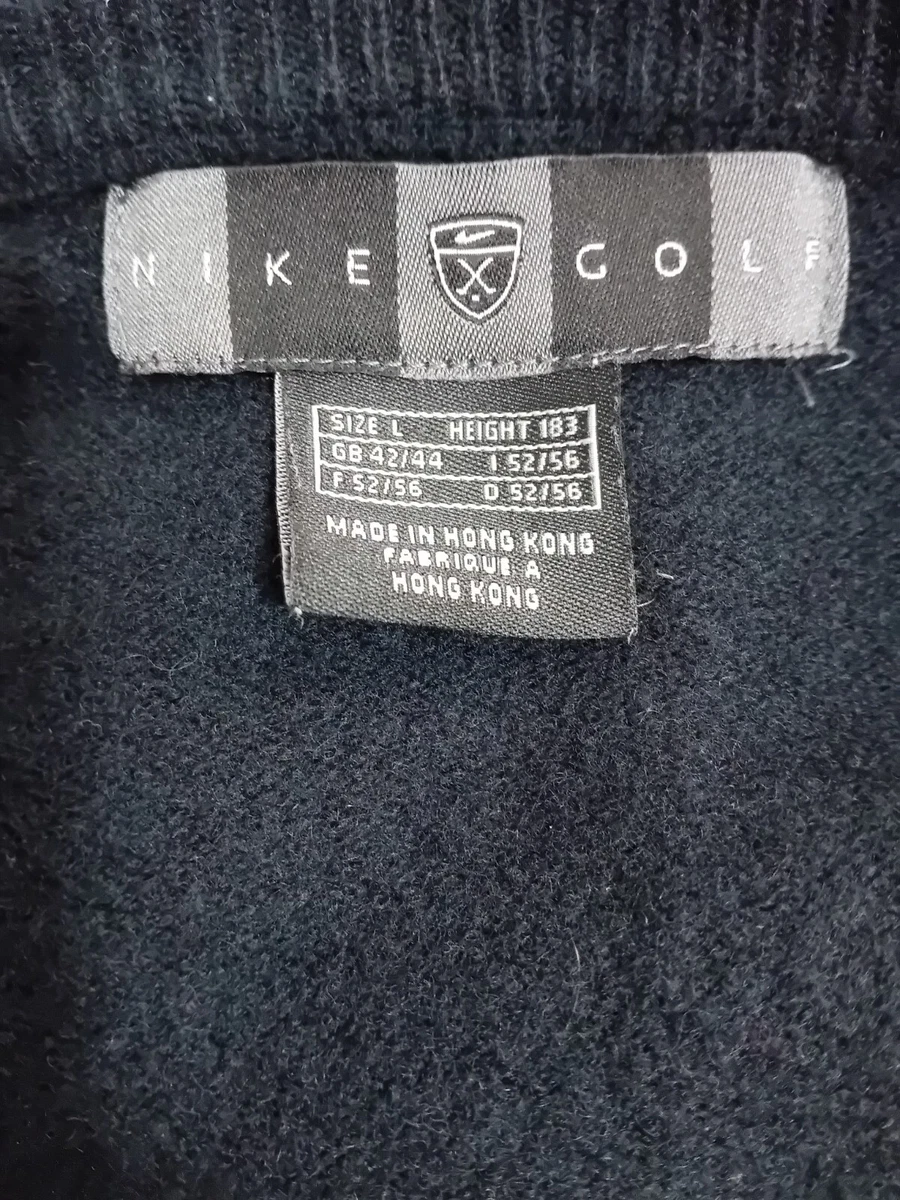 NIKE GOLF
SIZE L HEIGHT 183
GB 42/44 I 52/56
F 52/56 D 52/56
MADE IN HONG KONG
FABRIQUE A
HONG KONG